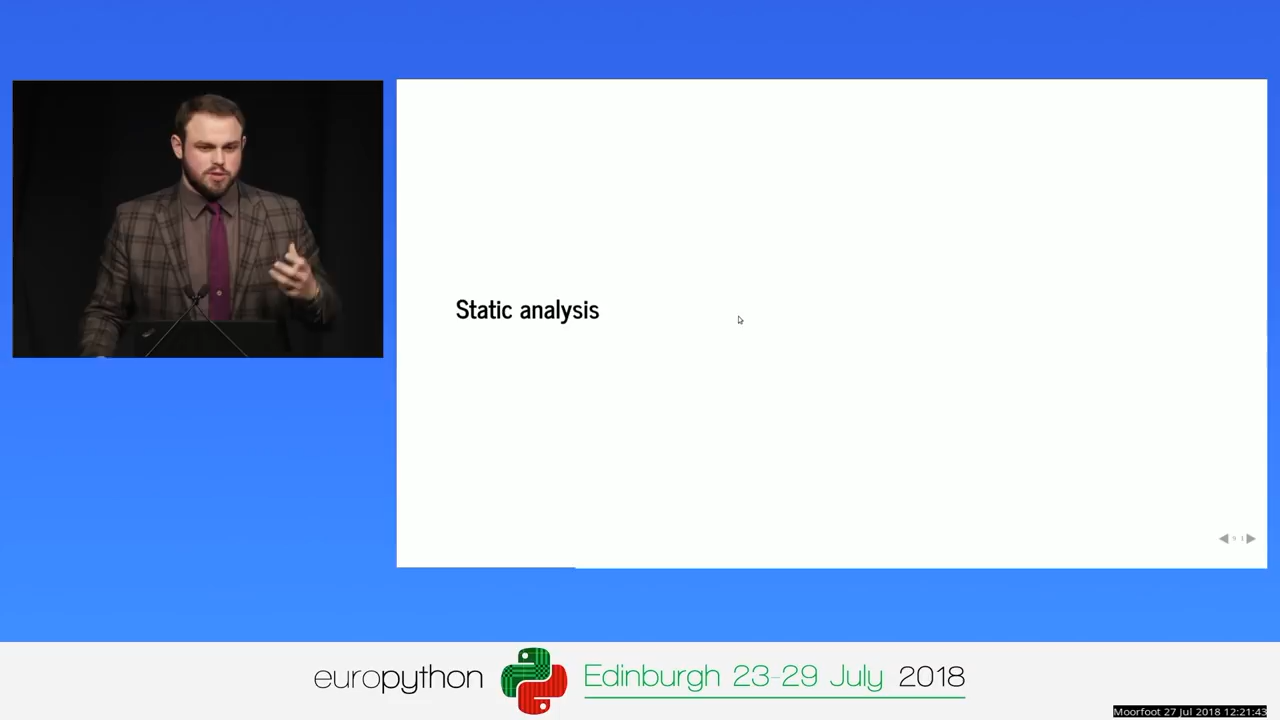 Static analysis
europython Edinburgh 23-29 July 2018
Moorfoot 27 Jul 2018 12:21:43